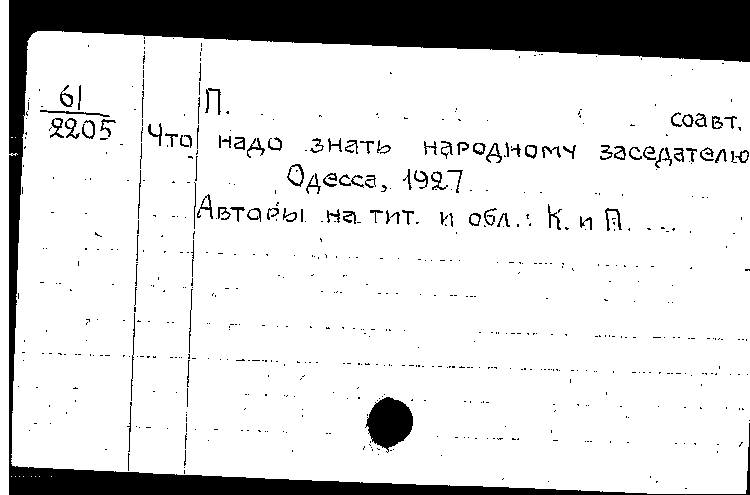 61
2205
П. соавт.
Что надо знать народному заседателю
Одесса, 1927
Авторы на тит. и обл.: К. и П.